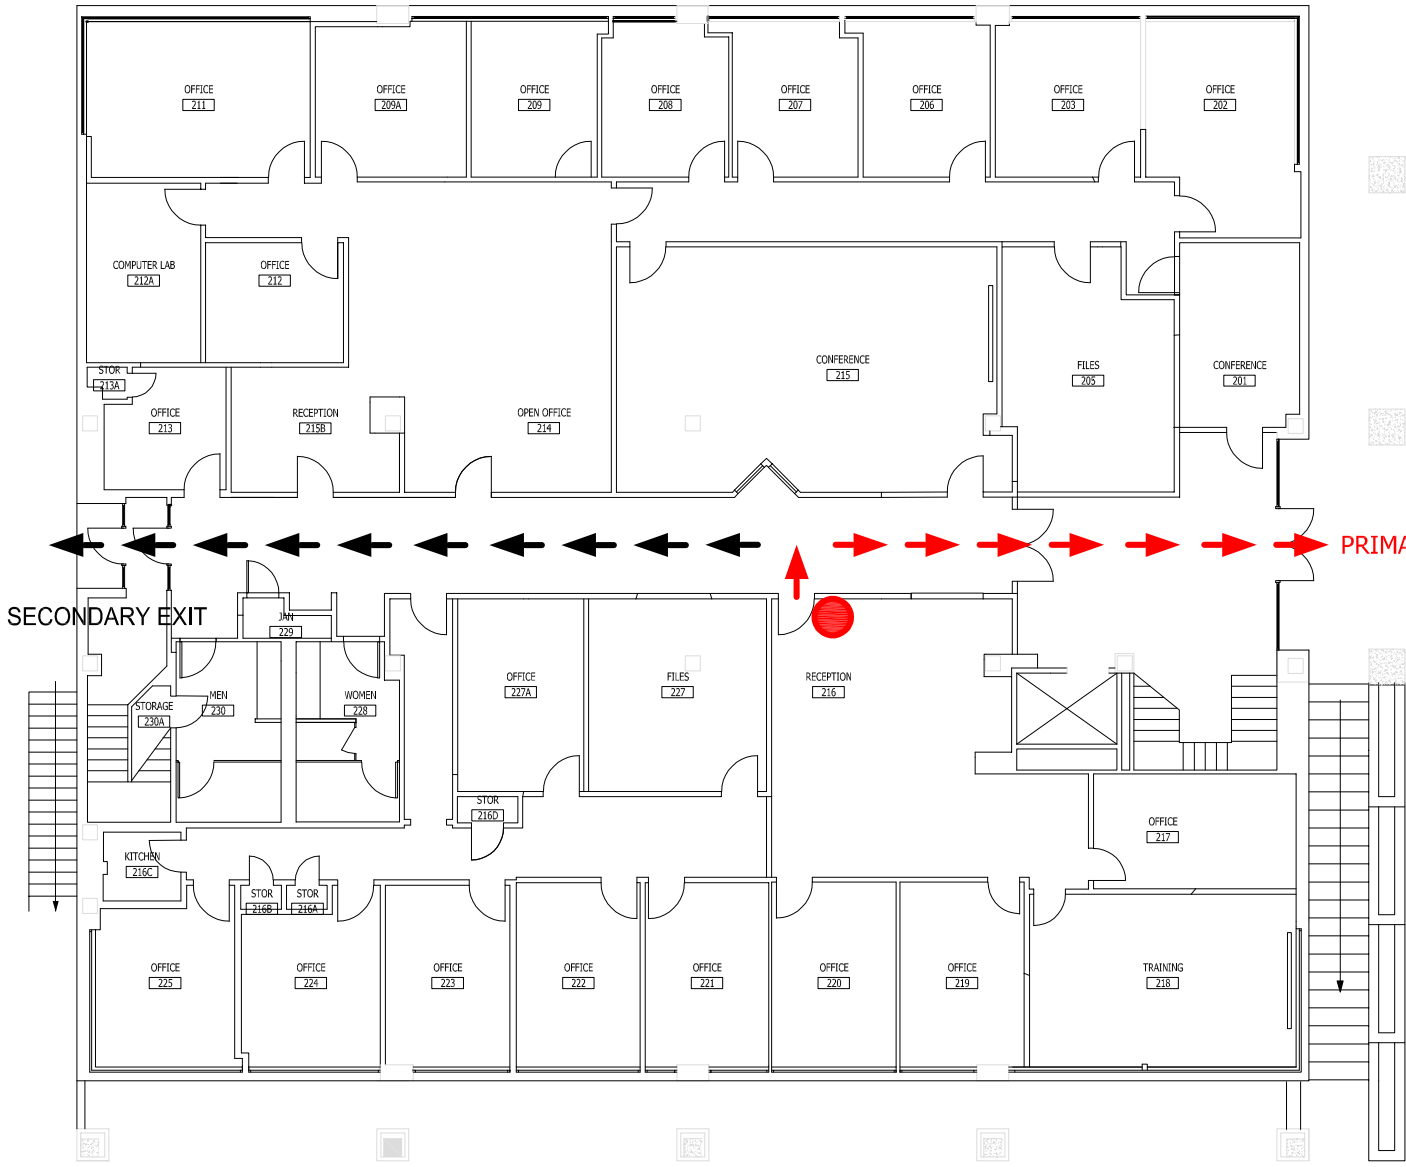 OFFICE
211
OFFICE
209A
OFFICE
209
OFFICE
208
OFFICE
207
OFFICE
206
OFFICE
203
OFFICE
202
COMPUTER LAB
212A
OFFICE
212
CONFERENCE
215
FILES
205
CONFERENCE
201
STOR
213A
OFFICE
213
RECEPTION
215B
OPEN OFFICE
214
PRIMA
SECONDARY EXIT
JAN
229
MEN
230
WOMEN
228
STORAGE
230A
OFFICE
227A
FILES
227
RECEPTION
216
STOR
216D
OFFICE
217
KITCHEN
216C
STOR
216B
STOR
216A
OFFICE
225
OFFICE
224
OFFICE
223
OFFICE
222
OFFICE
221
OFFICE
220
OFFICE
219
TRAINING
218